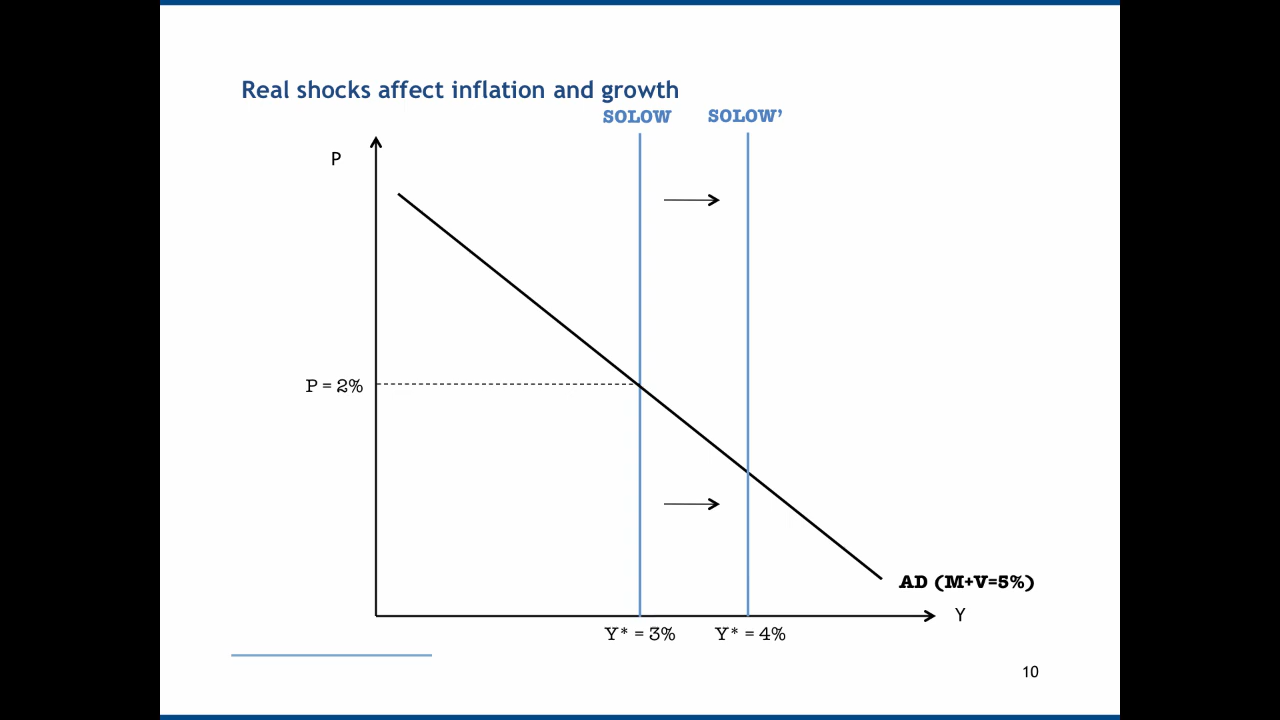 Real shocks affect inflation and growth
SOLOW SOLOW’
P
P = 2%
AD (M+V=5%)
Y
Y* = 3% Y* = 4%
10